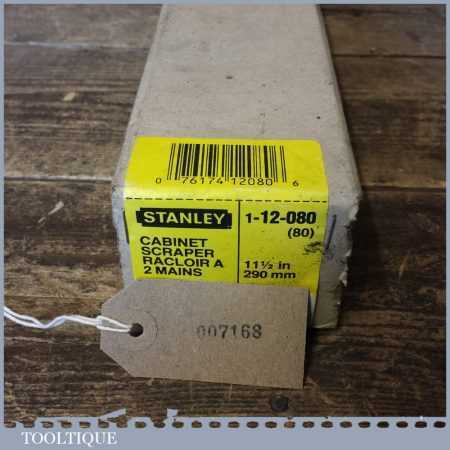 0 76174 12080 6
STANLEY
1-12-080
(80)
CABINET
SCRAPER
RACLOIR A
2 MAINS
11½ in
290 mm
007168
TOOLTIQUE